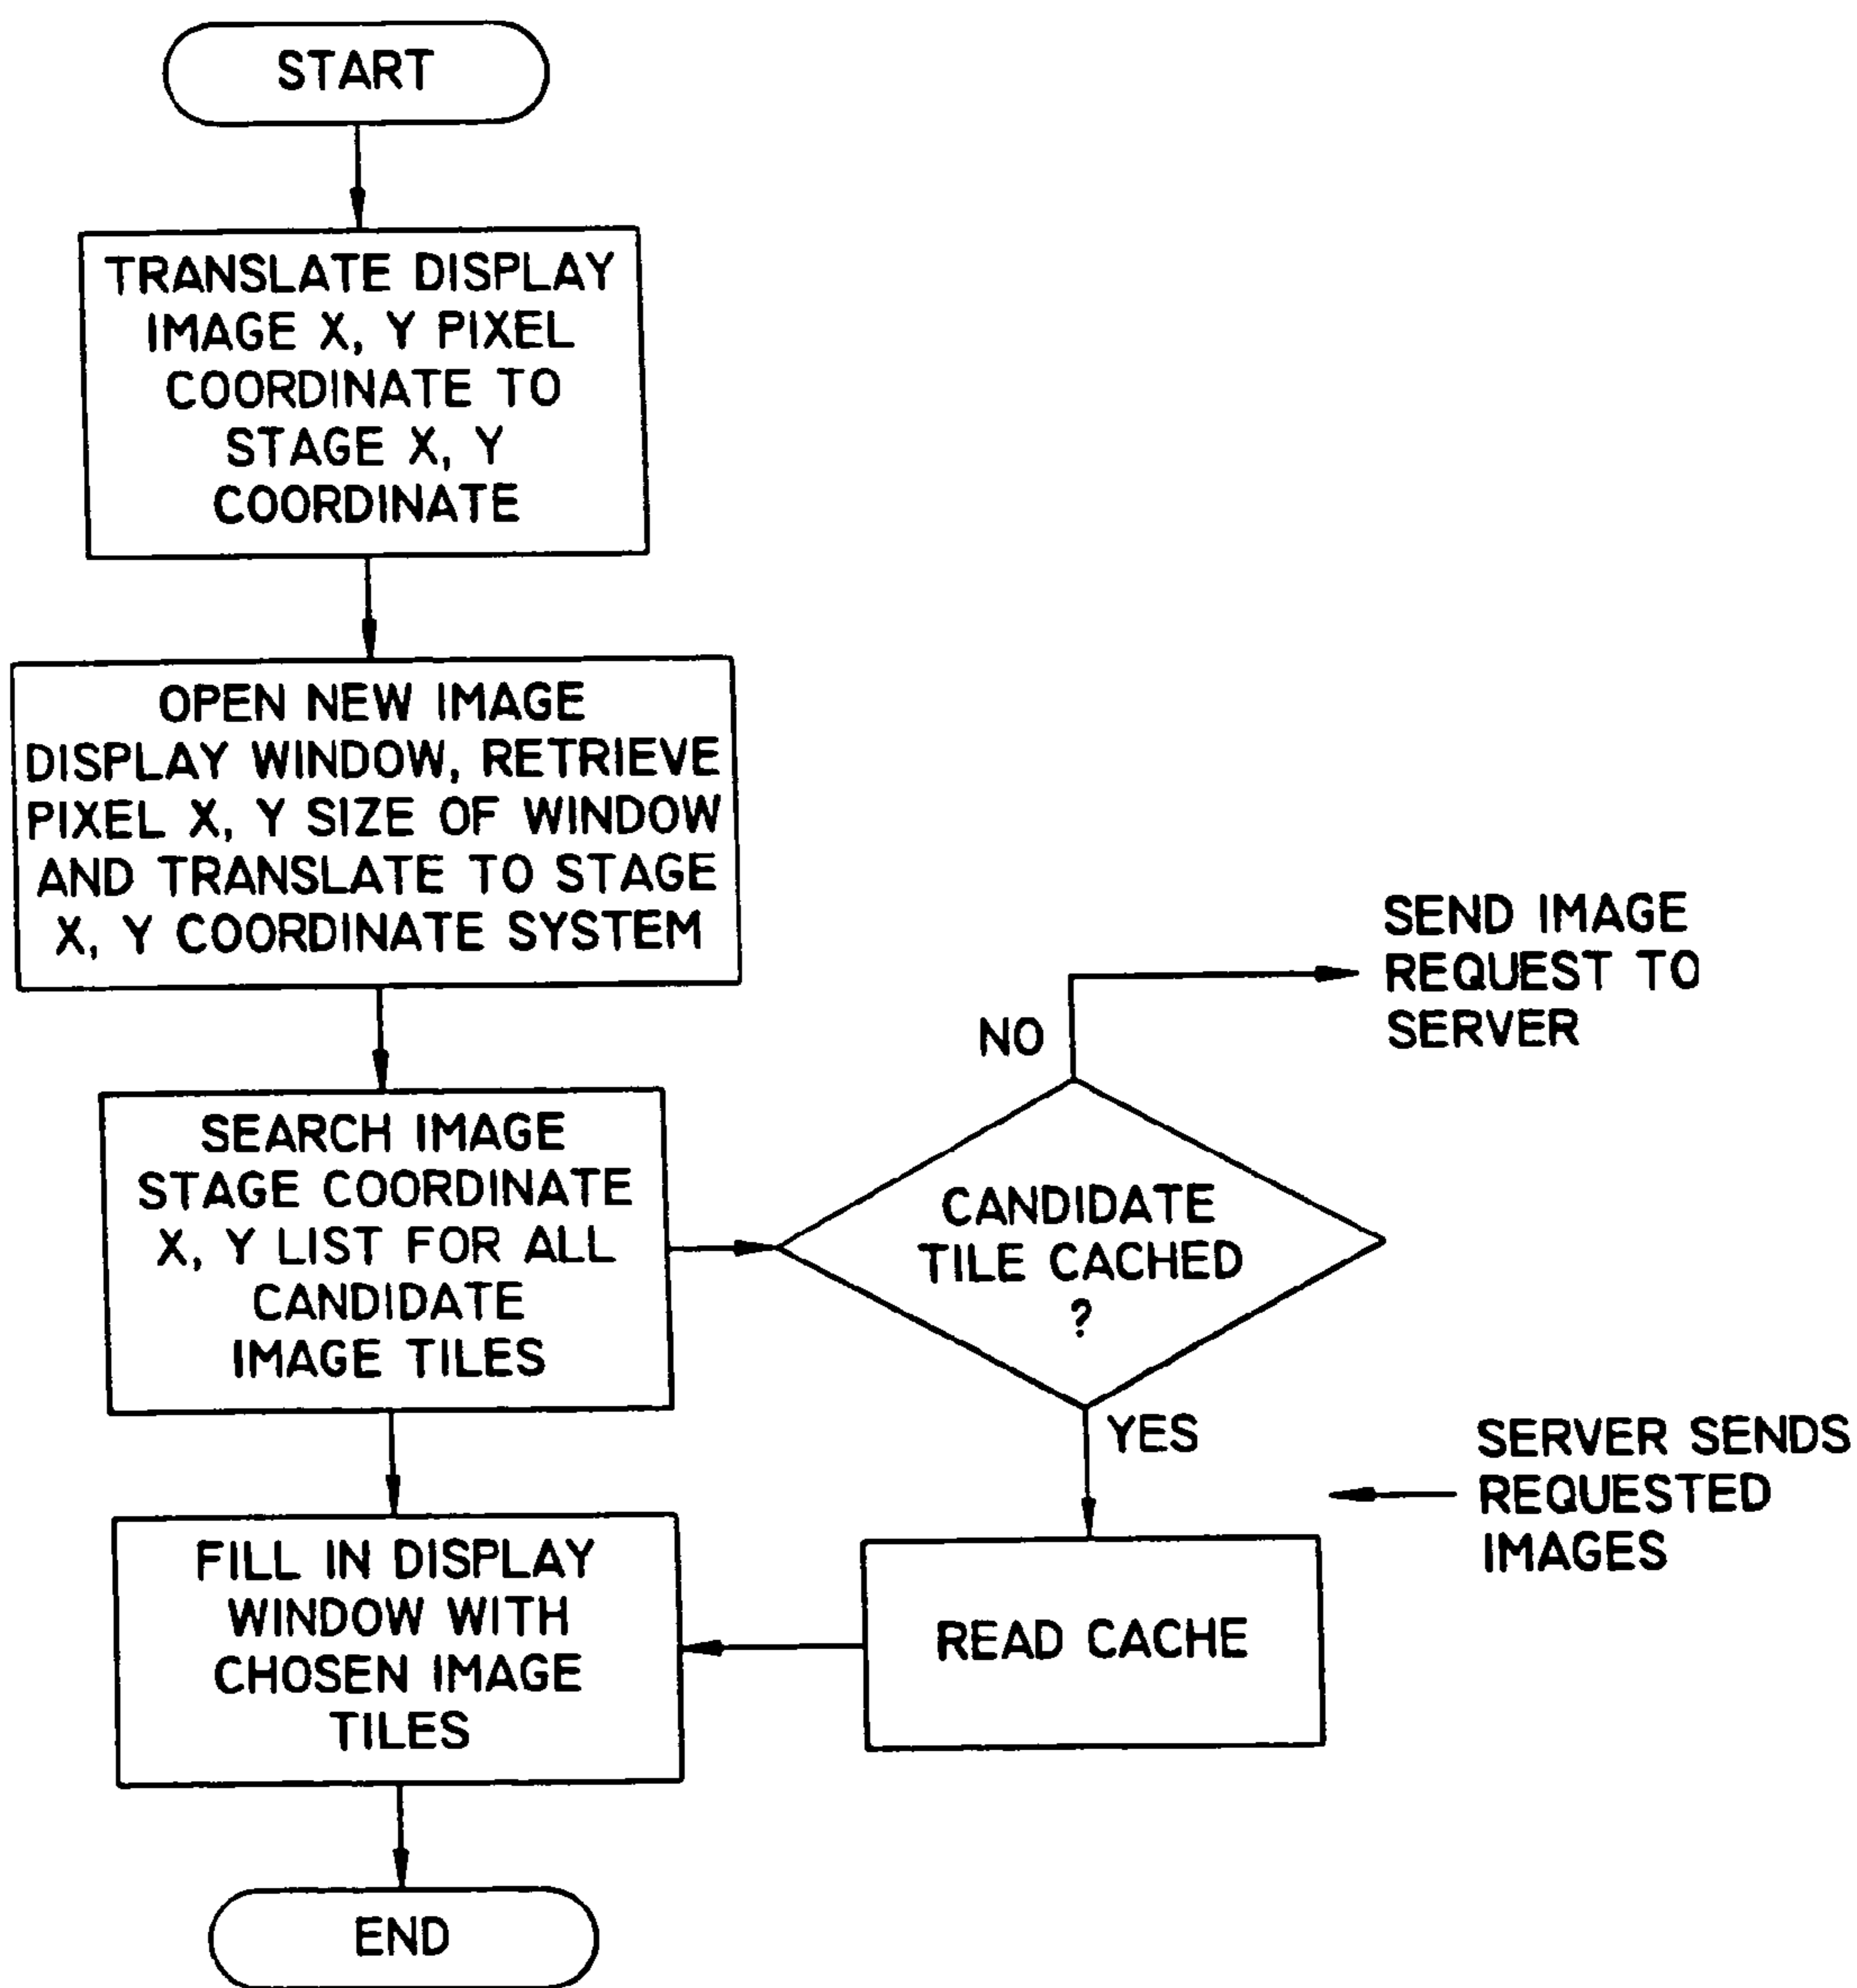 START
TRANSLATE DISPLAY
IMAGE X, Y PIXEL
COORDINATE TO
STAGE X, Y
COORDINATE
OPEN NEW IMAGE
DISPLAY WINDOW, RETRIEVE
PIXEL X, Y SIZE OF WINDOW
AND TRANSLATE TO STAGE
X, Y COORDINATE SYSTEM
SEARCH IMAGE
STAGE COORDINATE
X, Y LIST FOR ALL
CANDIDATE
IMAGE TILES
CANDIDATE
TILE CACHED
?
NO
SEND IMAGE
REQUEST TO
SERVER
YES
SERVER SENDS
REQUESTED
IMAGES
READ CACHE
FILL IN DISPLAY
WINDOW WITH
CHOSEN IMAGE
TILES
END